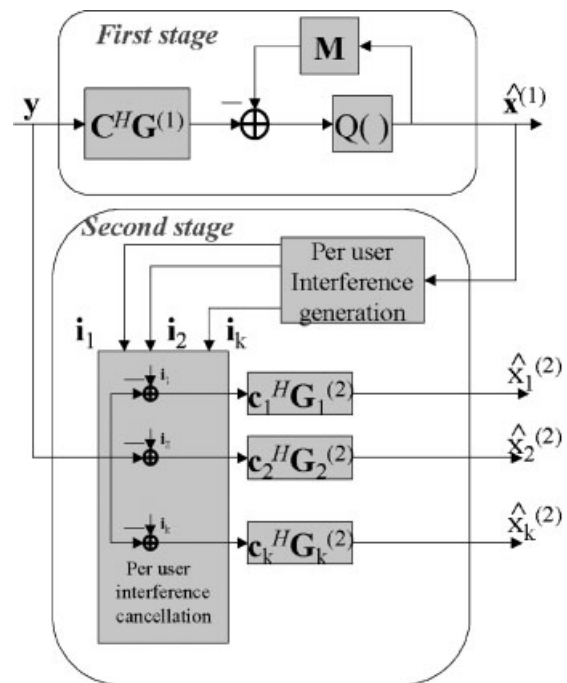 First stage
M
y
−
C^H G^(1)
Q( )
x̂^(1)
Second stage
Per user
Interference
generation
i_1 i_2 i_k
− i_1
c_1^H G_1^(2)
x̂_1^(2)
− i_2
c_2^H G_2^(2)
x̂_2^(2)
− i_k
c_k^H G_k^(2)
x̂_k^(2)
Per user
interference
cancellation